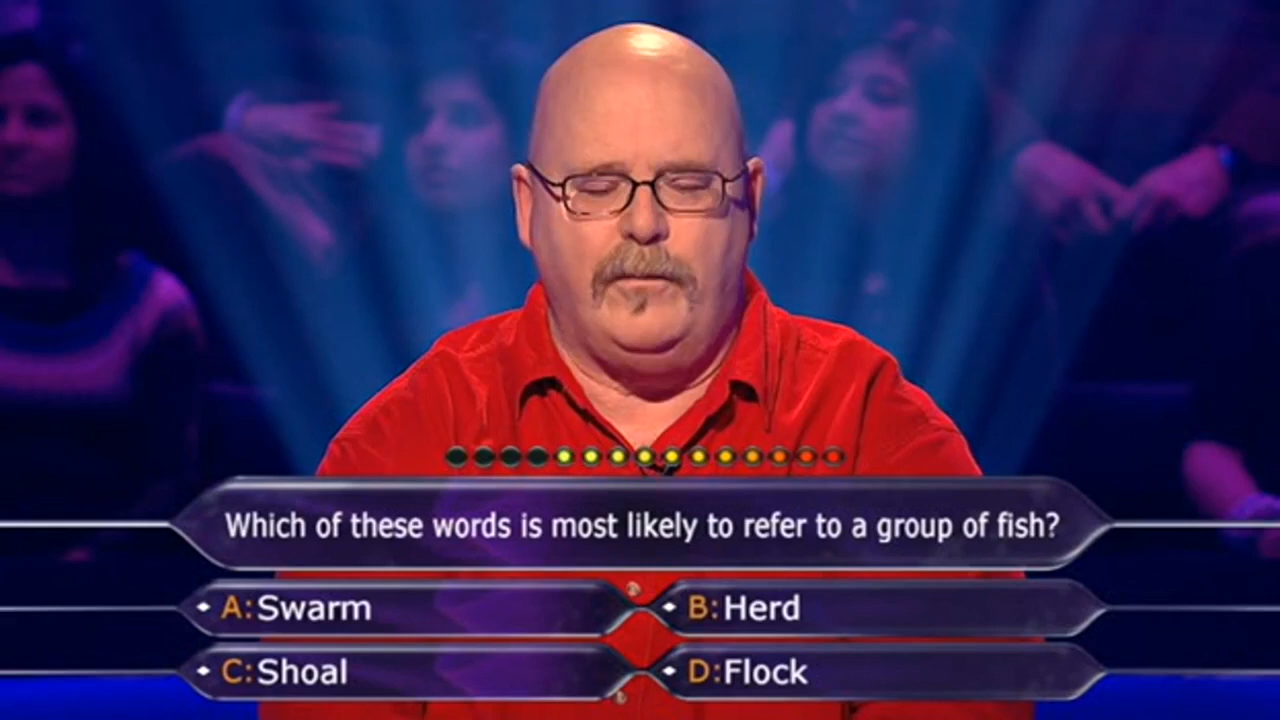 Which of these words is most likely to refer to a group of fish?
A: Swarm
B: Herd
C: Shoal
D: Flock